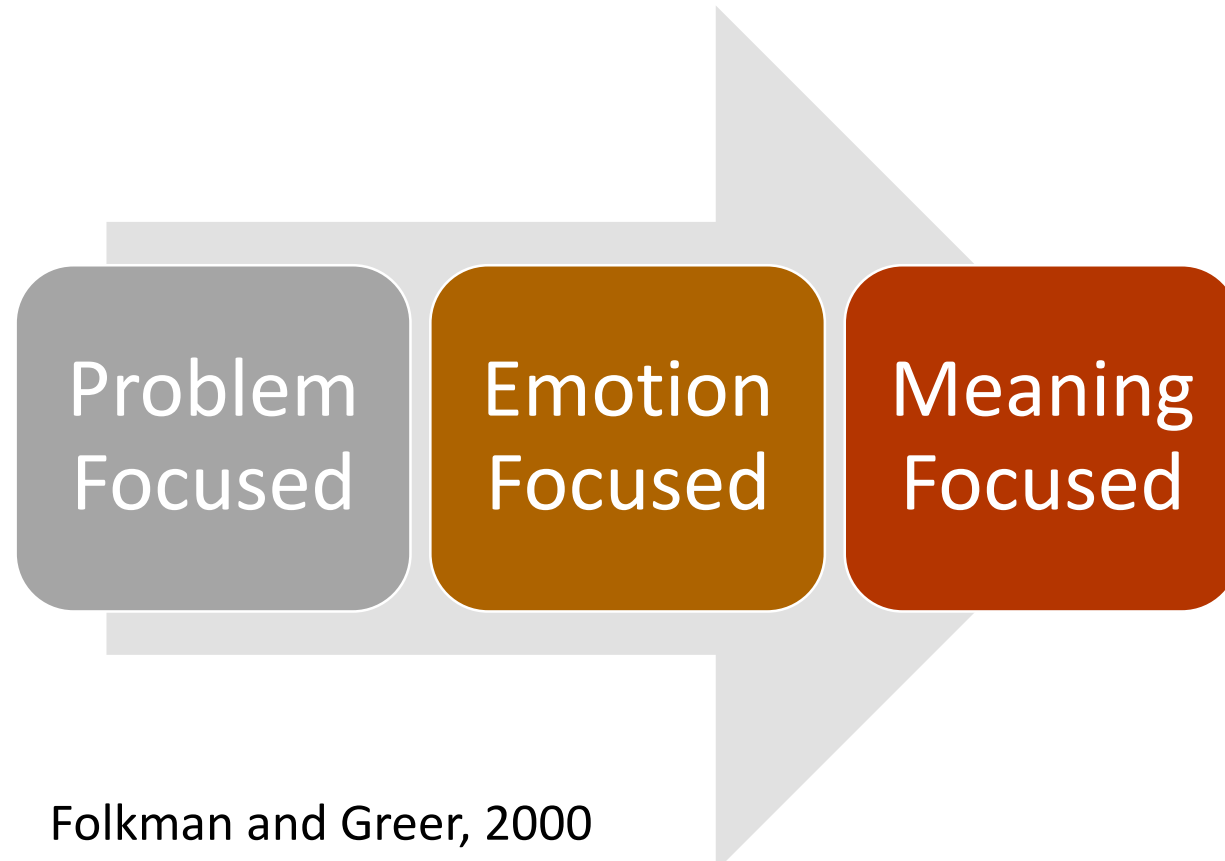 Problem
Focused
Emotion
Focused
Meaning
Focused
Folkman and Greer, 2000